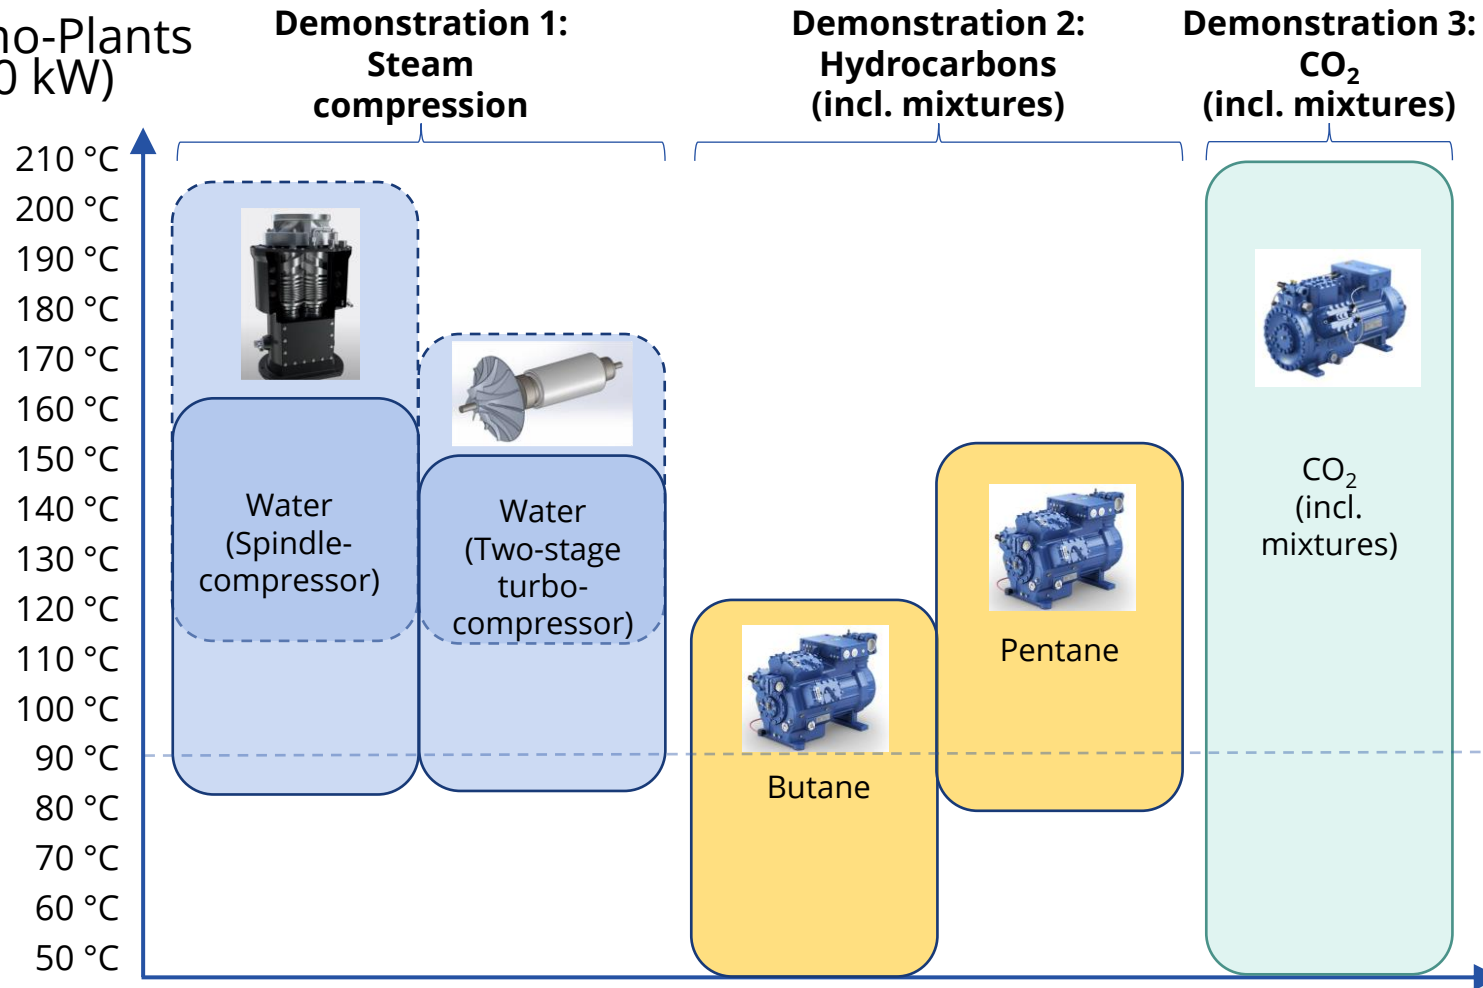 no-Plants
0 kW)
Demonstration 1:
Steam
compression
Demonstration 2:
Hydrocarbons
(incl. mixtures)
Demonstration 3:
CO₂
(incl. mixtures)
210 °C
200 °C
190 °C
180 °C
170 °C
160 °C
150 °C
140 °C
130 °C
120 °C
110 °C
100 °C
90 °C
80 °C
70 °C
60 °C
50 °C
Water
(Spindle-
compressor)
Water
(Two-stage
turbo-
compressor)
Butane
Pentane
CO₂
(incl.
mixtures)